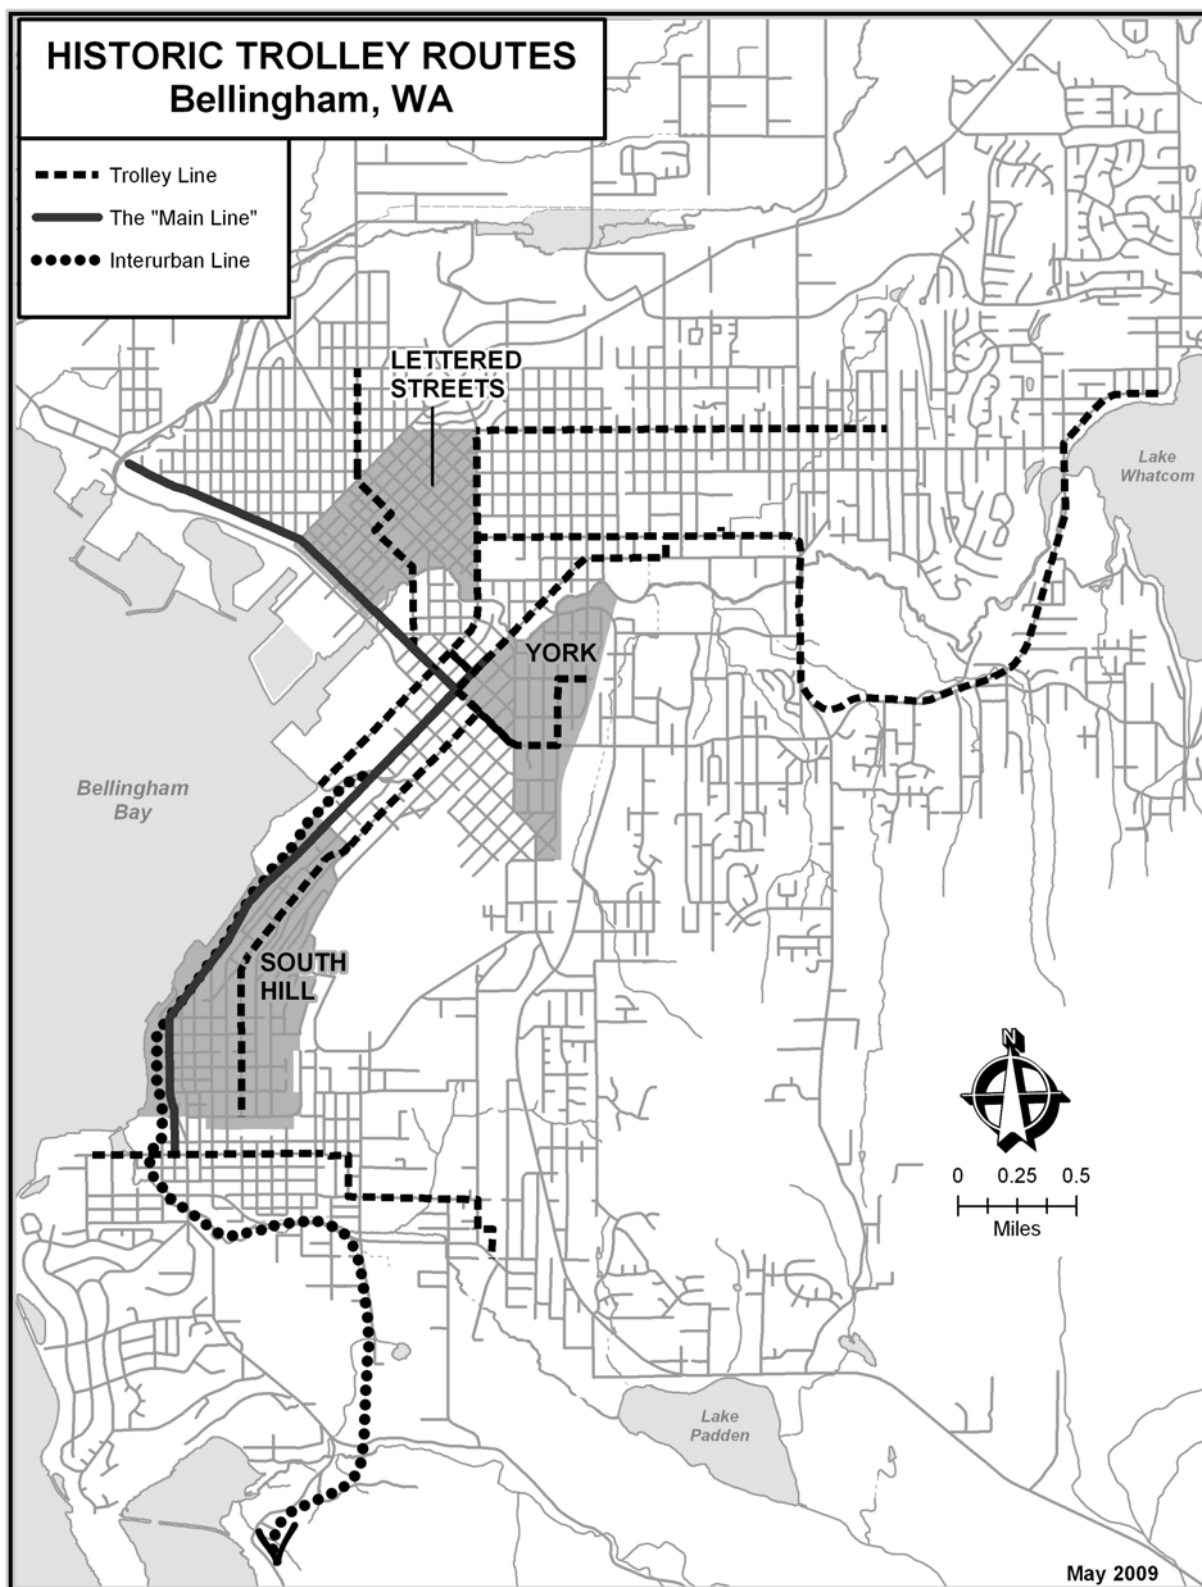 HISTORIC TROLLEY ROUTES
Bellingham, WA
Trolley Line
The "Main Line"
Interurban Line
LETTERED
STREETS
Lake
Whatcom
YORK
Bellingham
Bay
SOUTH
HILL
N
0 0.25 0.5
Miles
Lake
Padden
May 2009